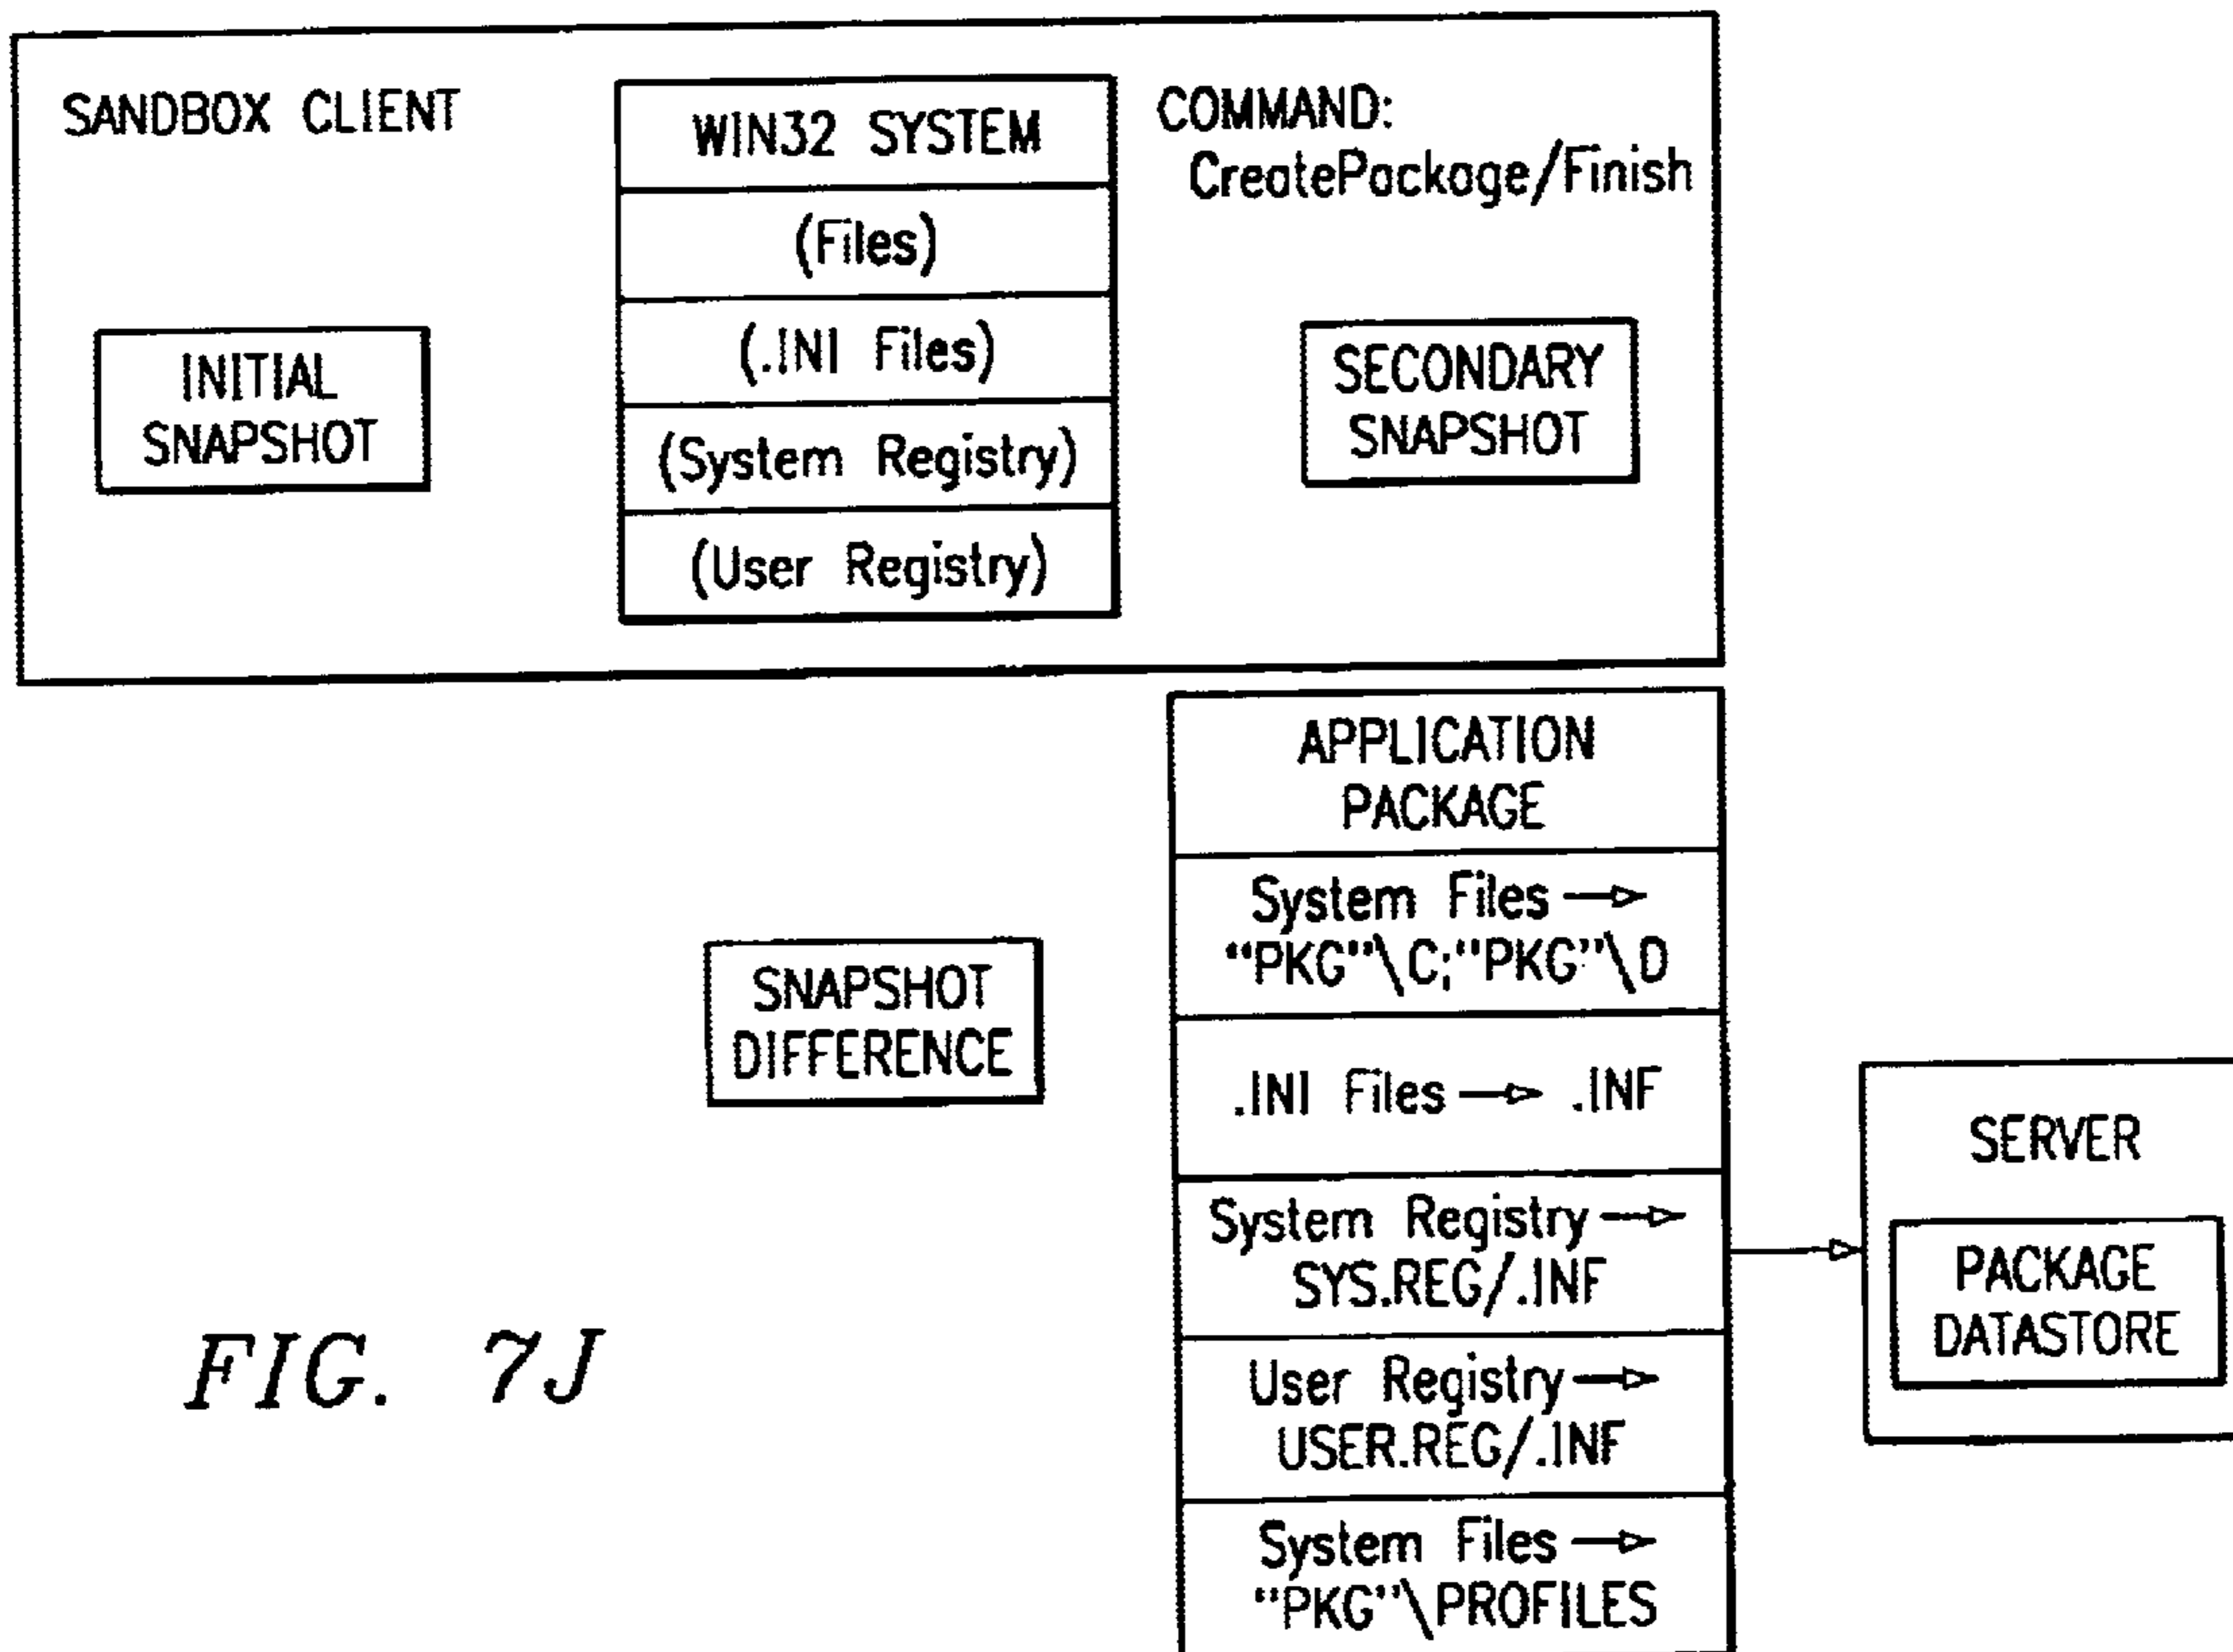 SANDBOX CLIENT
WIN32 SYSTEM
(Files)
(.INI Files)
(System Registry)
(User Registry)
COMMAND:
CreatePackage/Finish
INITIAL
SNAPSHOT
SECONDARY
SNAPSHOT
SNAPSHOT
DIFFERENCE
APPLICATION
PACKAGE
System Files →
"PKG"\C;"PKG"\D
.INI Files → .INF
System Registry →
SYS.REG/.INF
User Registry →
USER.REG/.INF
System Files →
"PKG"\PROFILES
SERVER
PACKAGE
DATASTORE
FIG. 7J